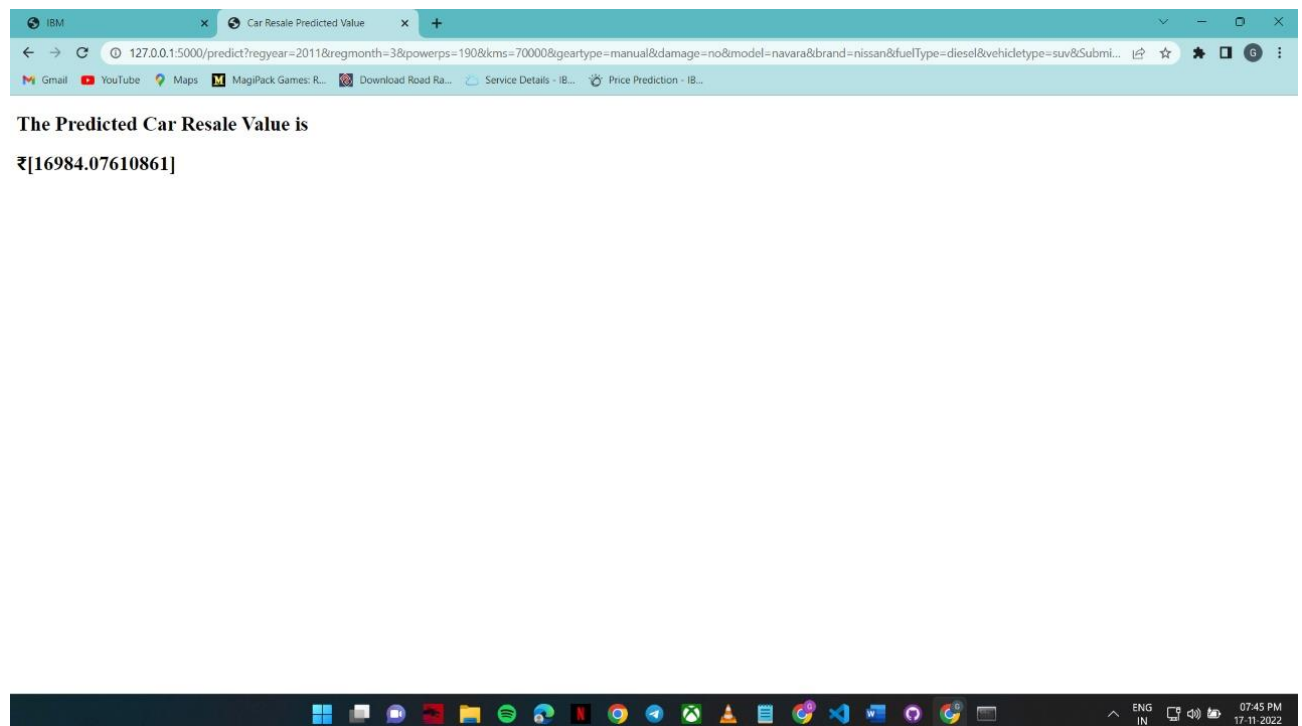 IBM
Car Resale Predicted Value
127.0.0.1:5000/predict?regyear=2011&regmonth=3&powerps=190&kms=70000&geartype=manual&damage=no&model=navara&brand=nissan&fuelType=diesel&vehicletype=suv&Submi...
G
Gmail
YouTube
Maps
M
MagiPack Games: R...
Download Road Ra...
Service Details - IB...
Price Prediction - IB...
The Predicted Car Resale Value is
₹[16984.07610861]
ENG
IN
07:45 PM
17-11-2022